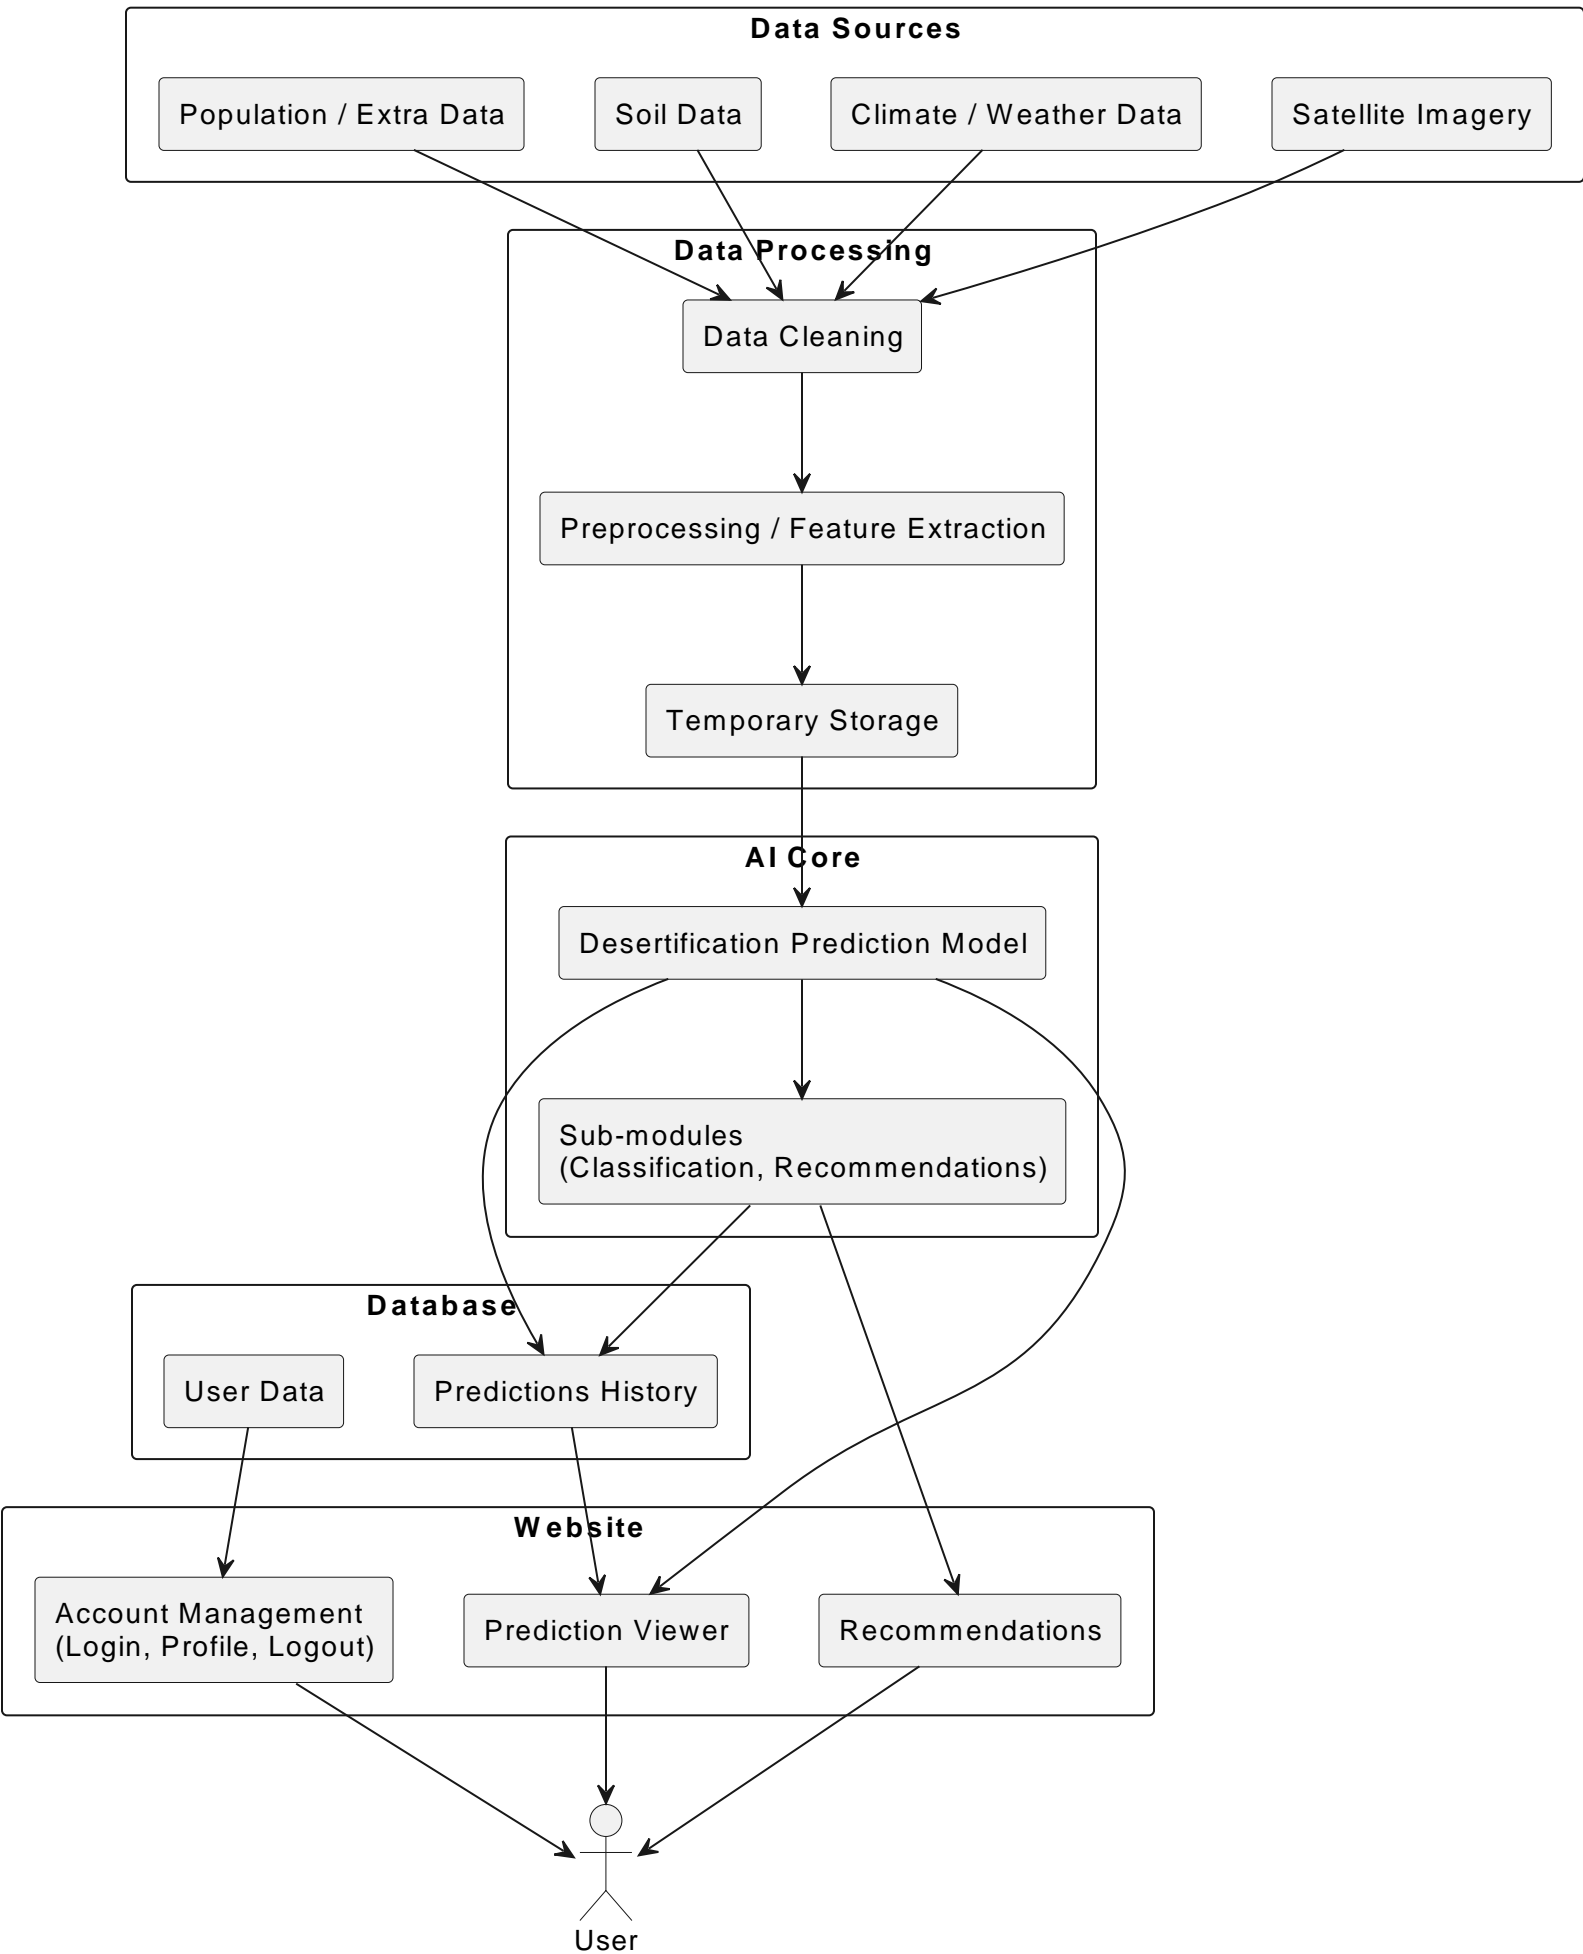 Data Sources
Population / Extra Data
Soil Data
Climate / Weather Data
Satellite Imagery
Data Processing
Data Cleaning
Preprocessing / Feature Extraction
Temporary Storage
AI Core
Desertification Prediction Model
Sub-modules
(Classification, Recommendations)
Database
User Data
Predictions History
Website
Account Management
(Login, Profile, Logout)
Prediction Viewer
Recommendations
User